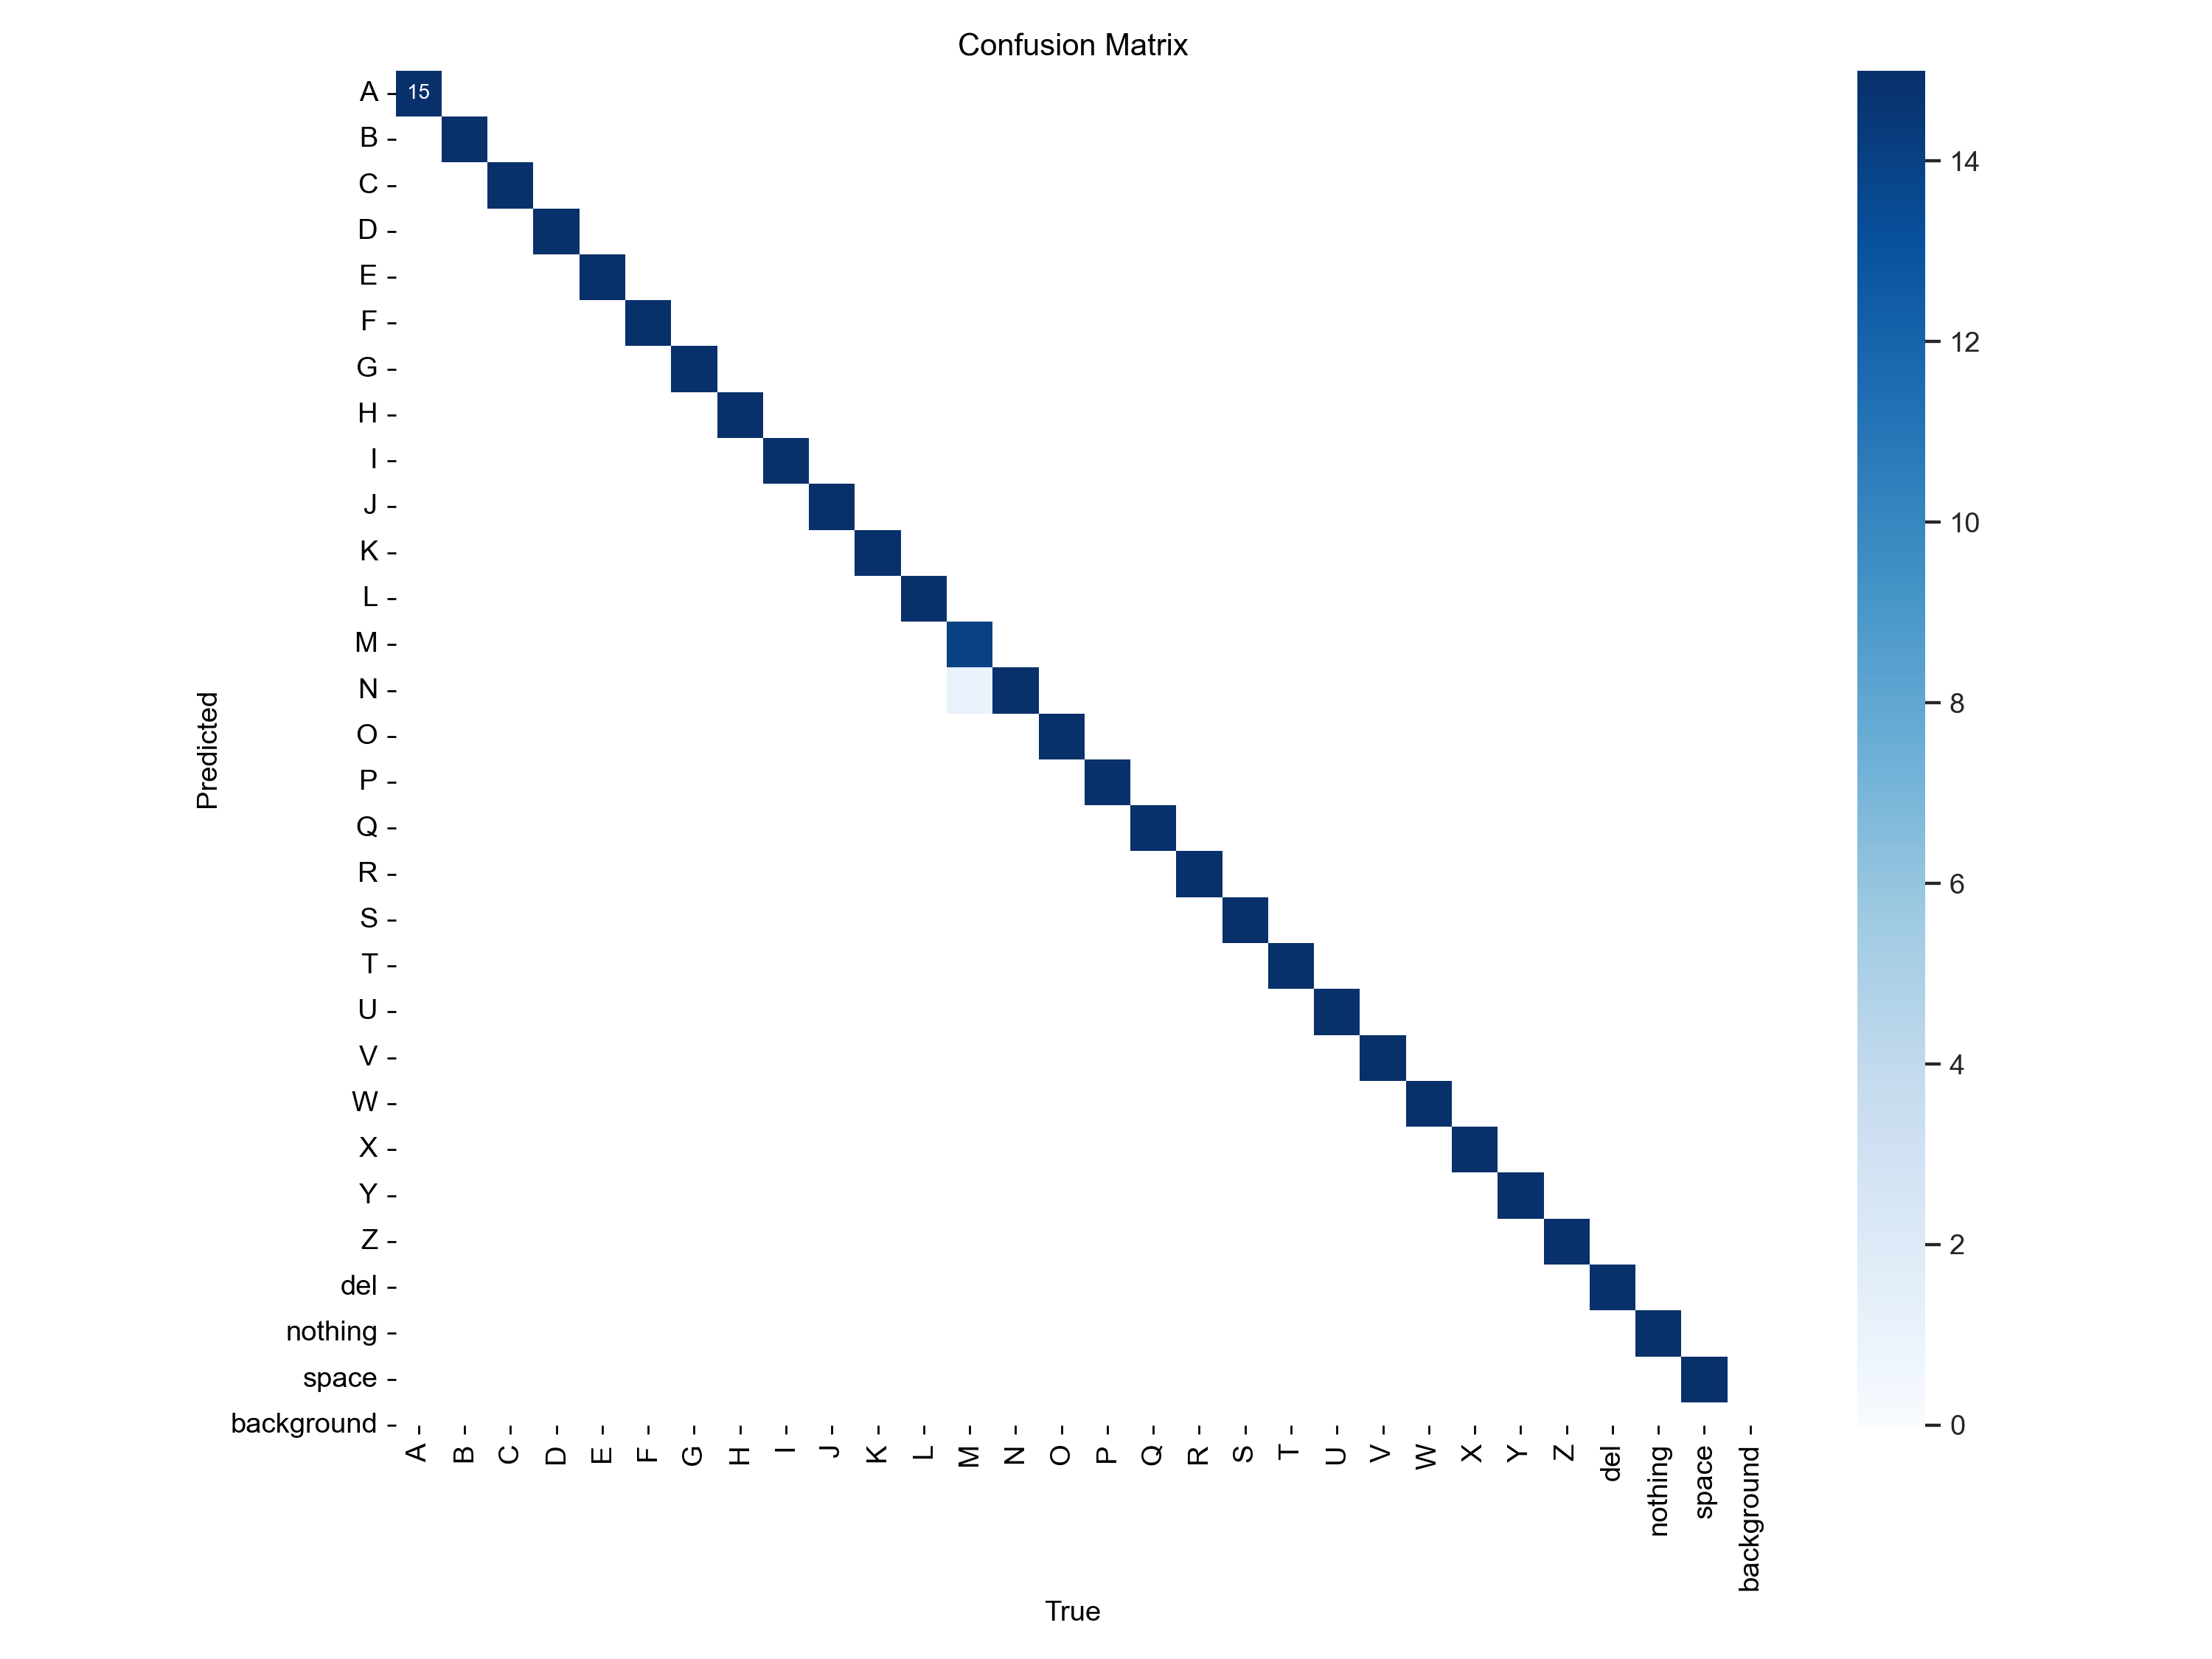 Confusion Matrix
A
15
B
C
D
E
F
G
H
I
J
K
L
M
N
O
P
Q
R
S
T
U
V
W
X
Y
Z
del
nothing
space
background
Predicted
A
B
C
D
E
F
G
H
I
J
K
L
M
N
O
P
Q
R
S
T
U
V
W
X
Y
Z
del
nothing
space
background
True
14
12
10
8
6
4
2
0